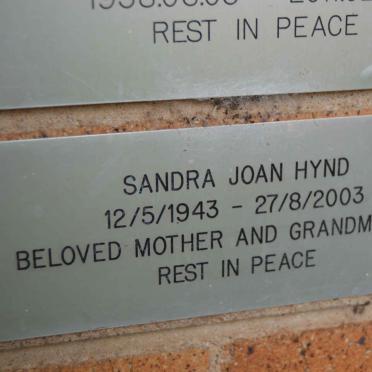 REST IN PEACE
SANDRA JOAN HYND
12/5/1943 - 27/8/2003
BELOVED MOTHER AND GRANDM
REST IN PEACE